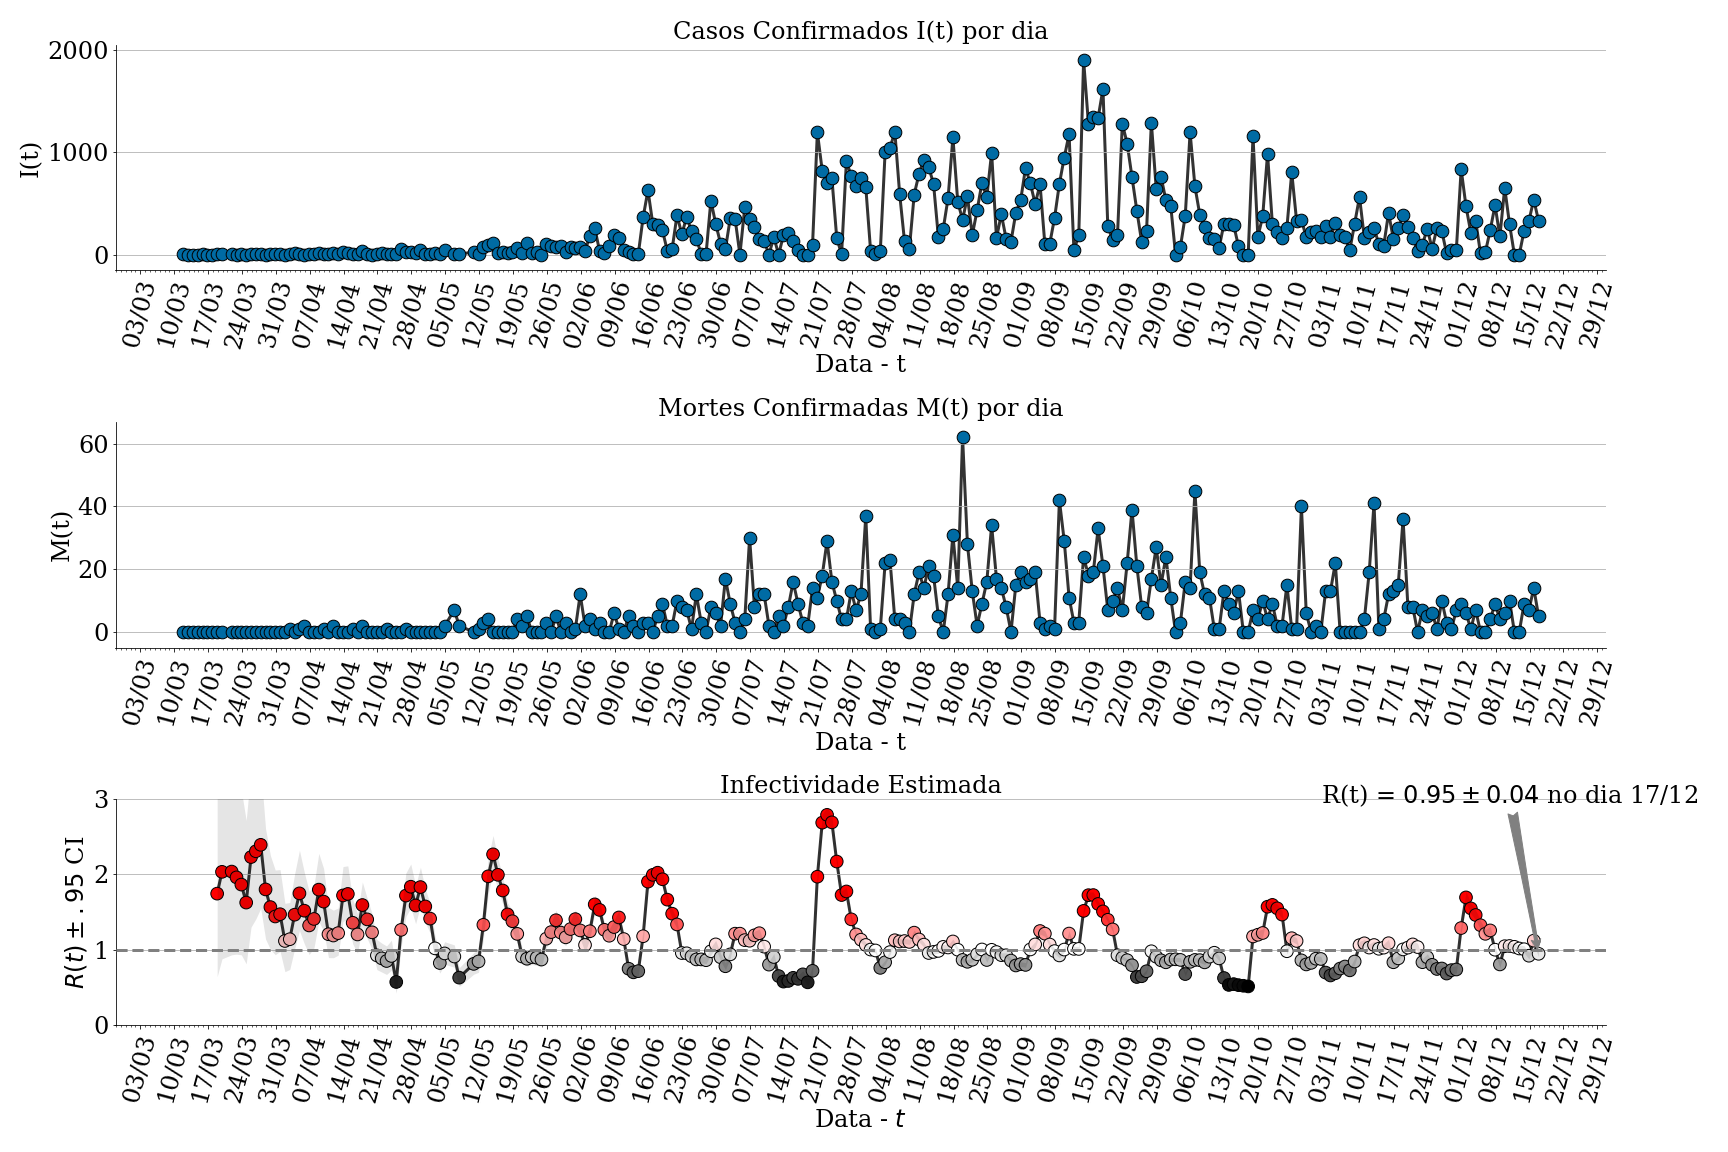 Casos Confirmados I(t) por dia
2000
1000
0
I(t)
03/03 10/03 17/03 24/03 31/03 07/04 14/04 21/04 28/04 05/05 12/05 19/05 26/05 02/06 09/06 16/06 23/06 30/06 07/07 14/07 21/07 28/07 04/08 11/08 18/08 25/08 01/09 08/09 15/09 22/09 29/09 06/10 13/10 20/10 27/10 03/11 10/11 17/11 24/11 01/12 08/12 15/12 22/12 29/12
Data - t
Mortes Confirmadas M(t) por dia
60
40
20
0
M(t)
03/03 10/03 17/03 24/03 31/03 07/04 14/04 21/04 28/04 05/05 12/05 19/05 26/05 02/06 09/06 16/06 23/06 30/06 07/07 14/07 21/07 28/07 04/08 11/08 18/08 25/08 01/09 08/09 15/09 22/09 29/09 06/10 13/10 20/10 27/10 03/11 10/11 17/11 24/11 01/12 08/12 15/12 22/12 29/12
Data - t
Infectividade Estimada
R(t) = 0.95 ± 0.04 no dia 17/12
3
2
1
0
R(t) ± .95 CI
03/03 10/03 17/03 24/03 31/03 07/04 14/04 21/04 28/04 05/05 12/05 19/05 26/05 02/06 09/06 16/06 23/06 30/06 07/07 14/07 21/07 28/07 04/08 11/08 18/08 25/08 01/09 08/09 15/09 22/09 29/09 06/10 13/10 20/10 27/10 03/11 10/11 17/11 24/11 01/12 08/12 15/12 22/12 29/12
Data - t